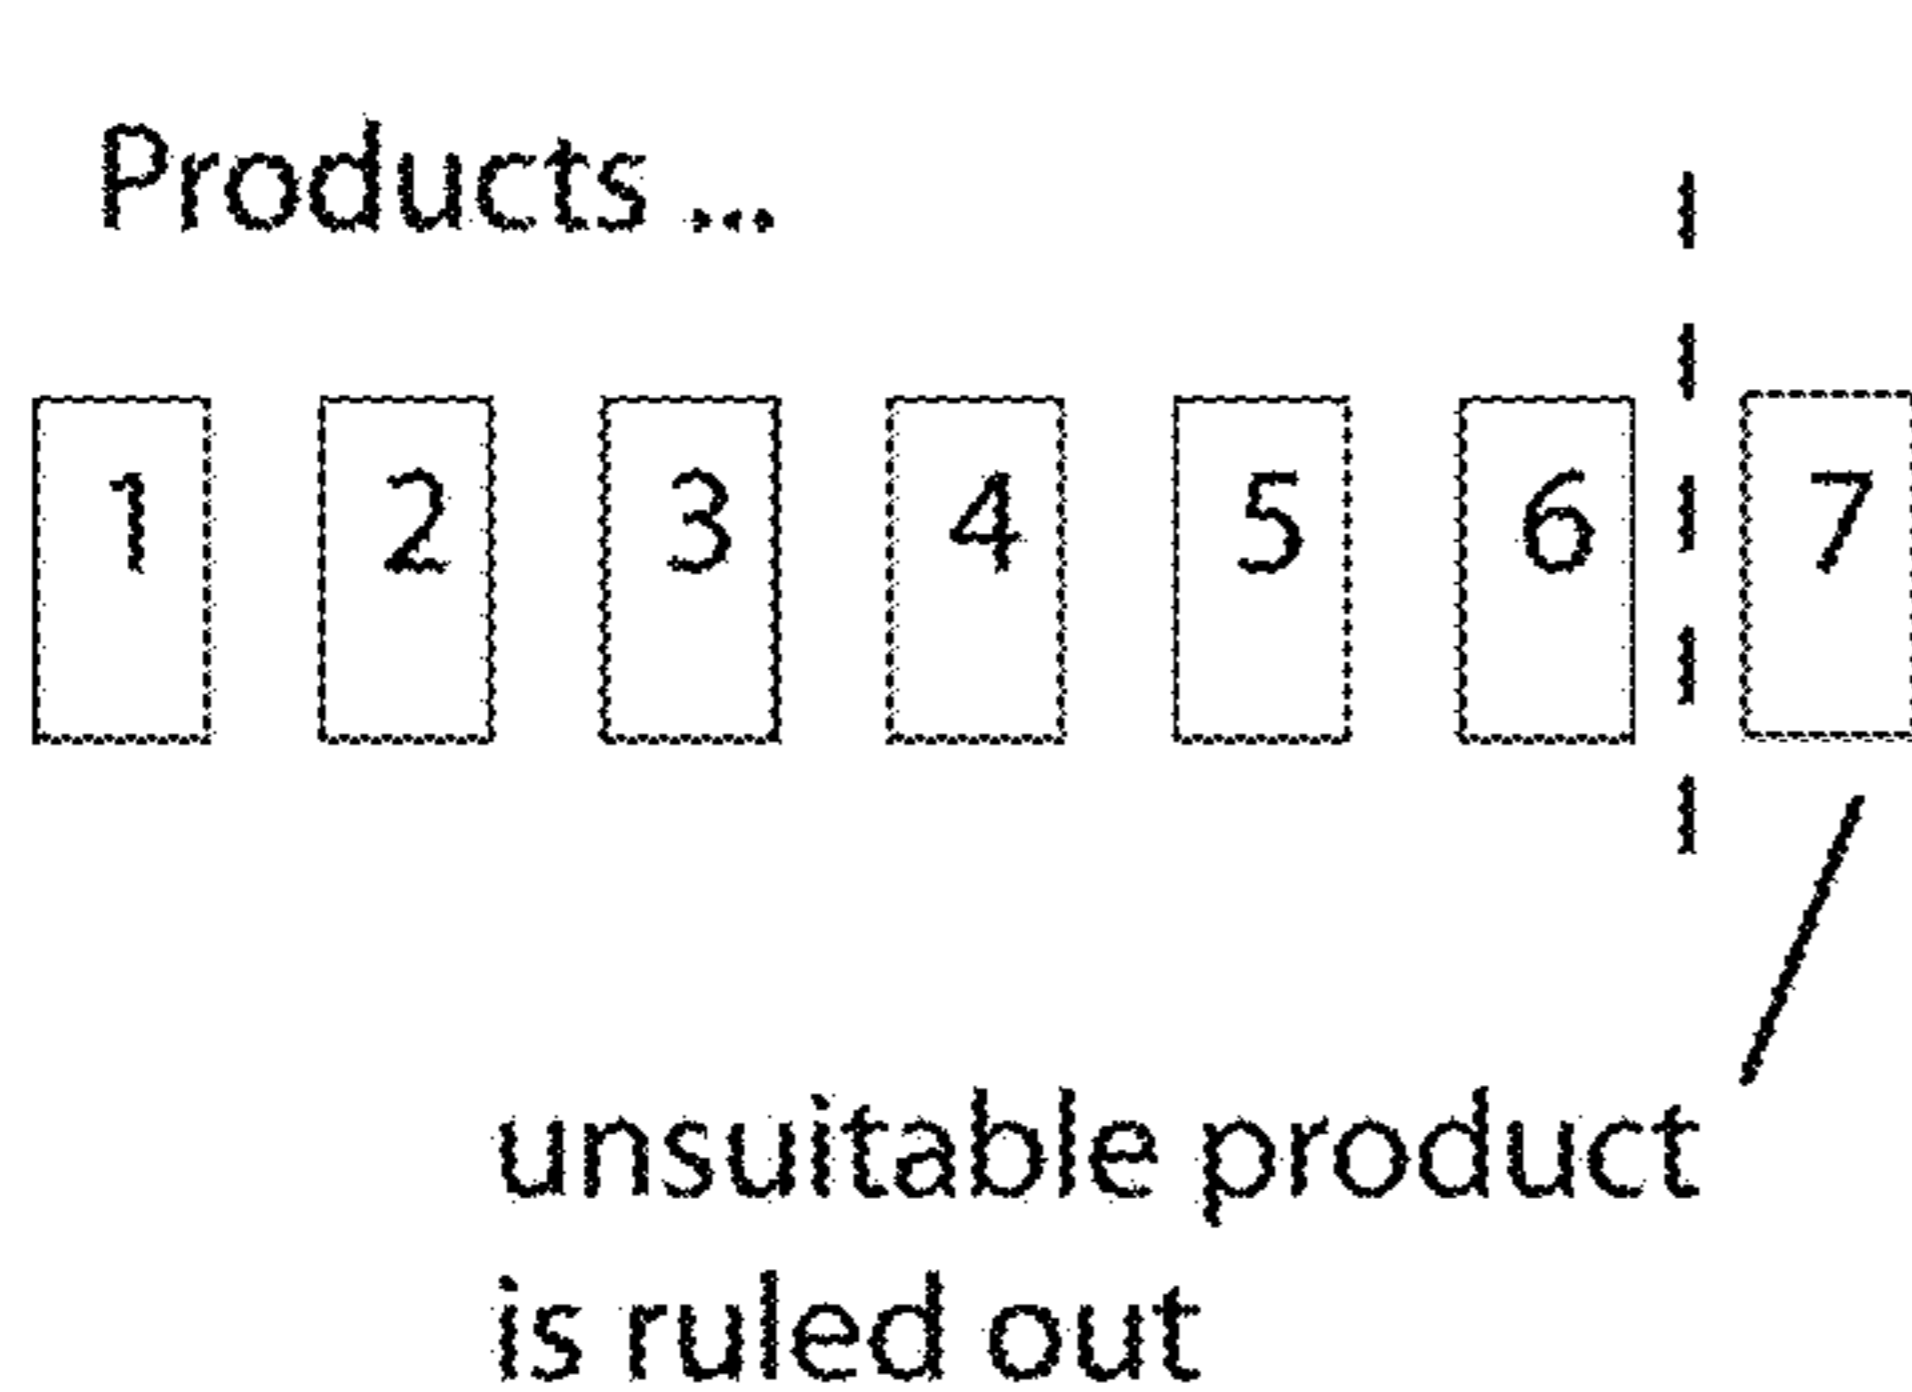 Products ...
1 2 3 4 5 6 7
unsuitable product
is ruled out